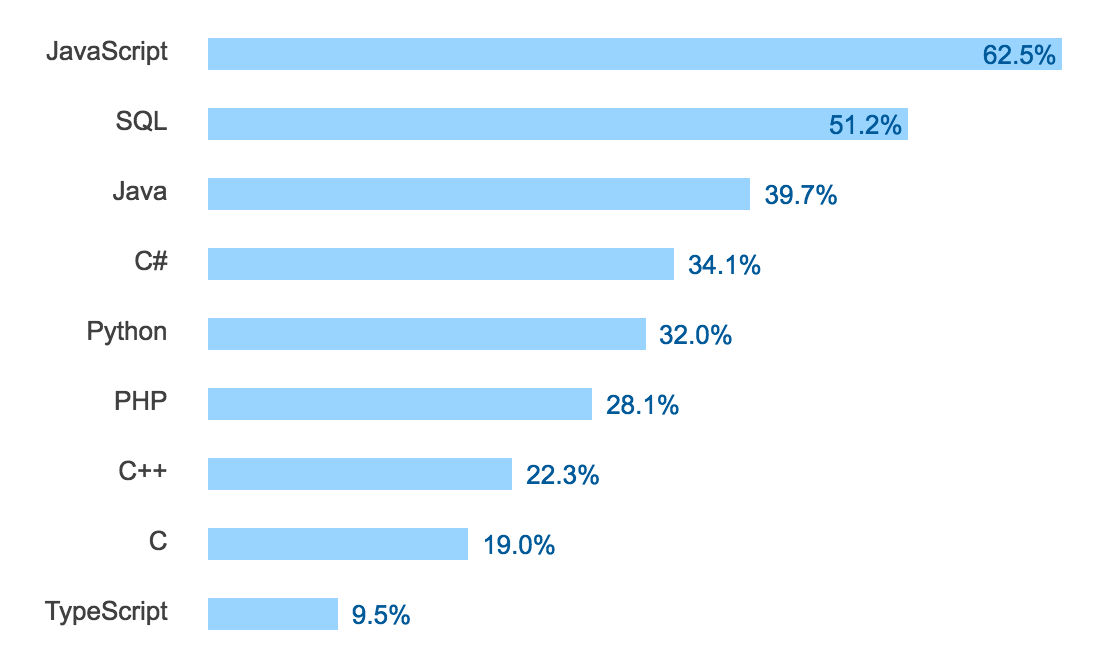 JavaScript 62.5%
SQL 51.2%
Java 39.7%
C# 34.1%
Python 32.0%
PHP 28.1%
C++ 22.3%
C 19.0%
TypeScript 9.5%